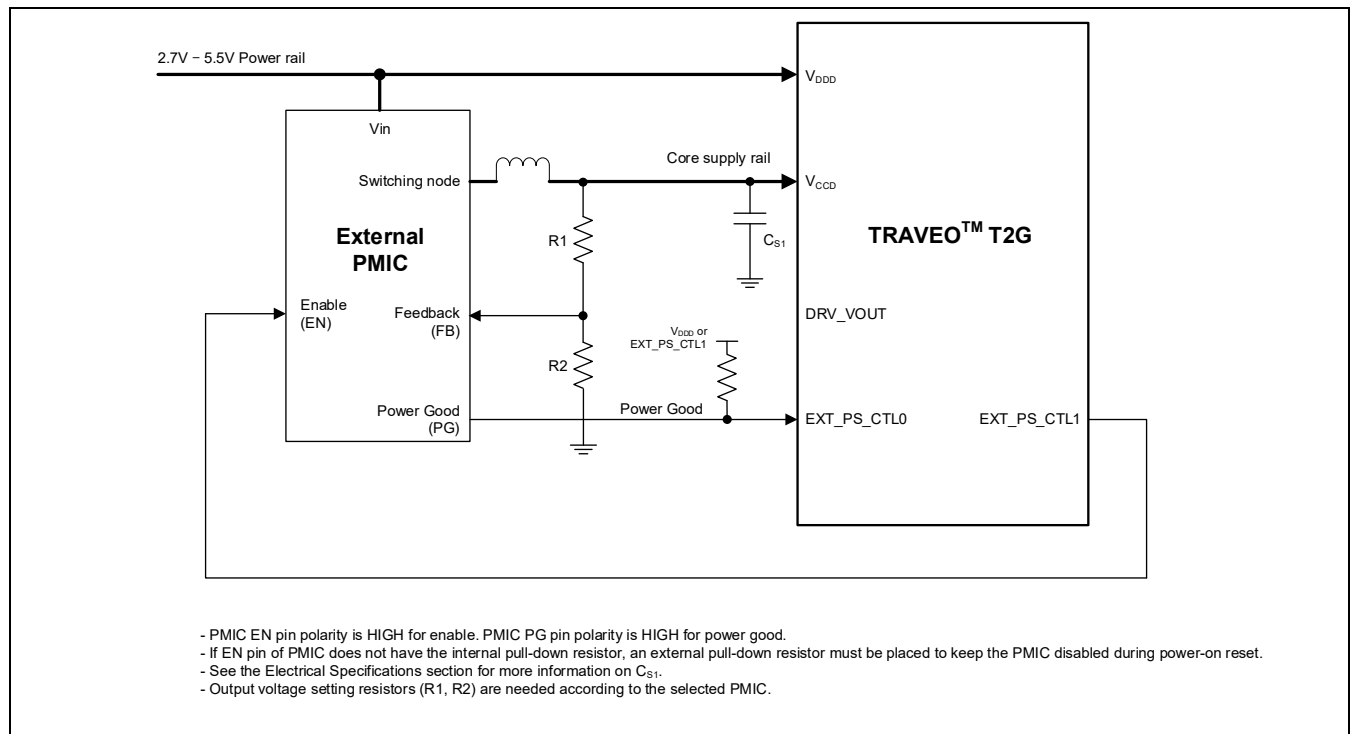 2.7V – 5.5V Power rail
VDDD
Vin
Core supply rail
Switching node
VCCD
External
PMIC
R1
CS1
TRAVEO™ T2G
Enable
(EN)
Feedback
(FB)
DRV_VOUT
VDDD or
EXT_PS_CTL1
R2
Power Good
(PG)
Power Good
EXT_PS_CTL0
EXT_PS_CTL1
- PMIC EN pin polarity is HIGH for enable. PMIC PG pin polarity is HIGH for power good.
- If EN pin of PMIC does not have the internal pull-down resistor, an external pull-down resistor must be placed to keep the PMIC disabled during power-on reset.
- See the Electrical Specifications section for more information on CS1.
- Output voltage setting resistors (R1, R2) are needed according to the selected PMIC.